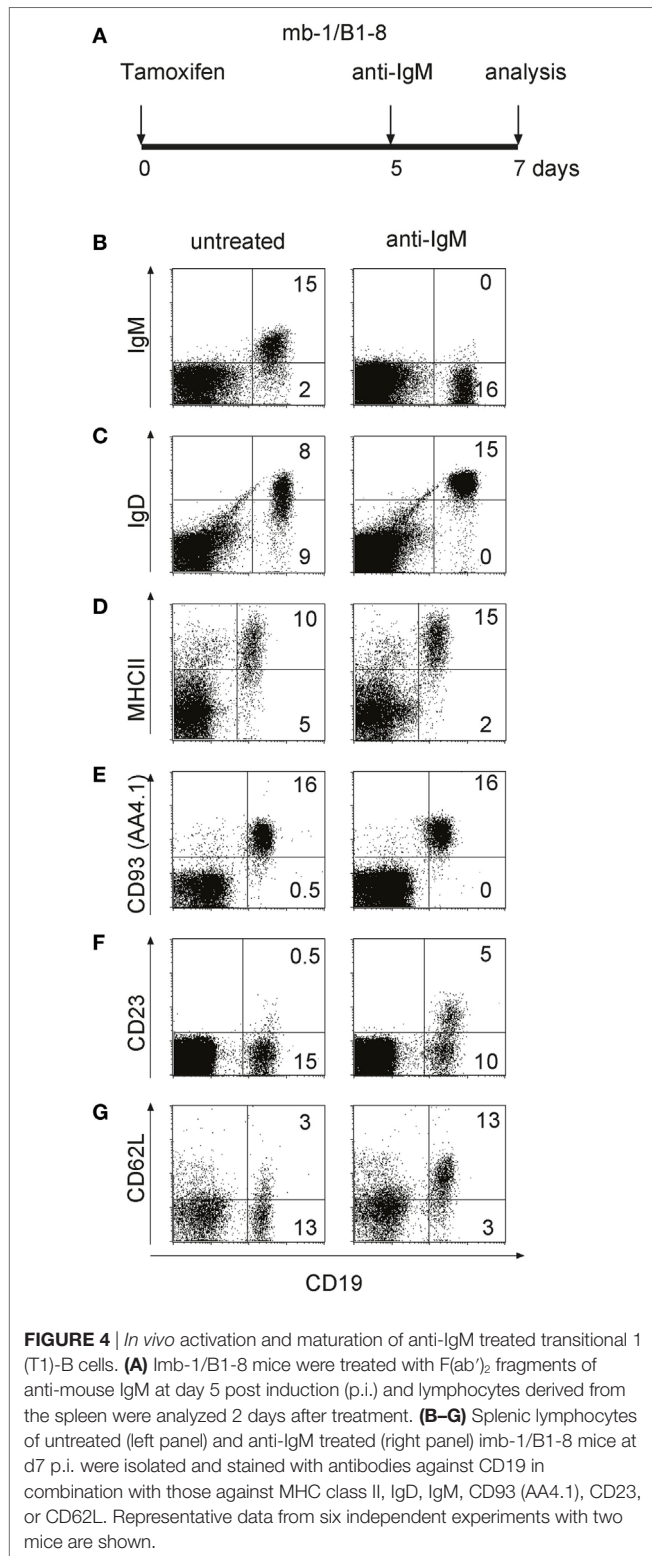 A
mb-1/B1-8
Tamoxifen anti-IgM analysis
0 5 7 days
B untreated anti-IgM
IgM 15 2 0 16
C
IgD 8 9 15 0
D
MHCII 10 5 15 2
E
CD93 (AA4.1) 16 0.5 16 0
F
CD23 0.5 15 5 10
G
CD62L 3 13 13 3
CD19
FIGURE 4 | In vivo activation and maturation of anti-IgM treated transitional 1
(T1)-B cells. (A) Imb-1/B1-8 mice were treated with F(ab′)₂ fragments of
anti-mouse IgM at day 5 post induction (p.i.) and lymphocytes derived from
the spleen were analyzed 2 days after treatment. (B–G) Splenic lymphocytes
of untreated (left panel) and anti-IgM treated (right panel) imb-1/B1-8 mice at
d7 p.i. were isolated and stained with antibodies against CD19 in
combination with those against MHC class II, IgD, IgM, CD93 (AA4.1), CD23,
or CD62L. Representative data from six independent experiments with two
mice are shown.